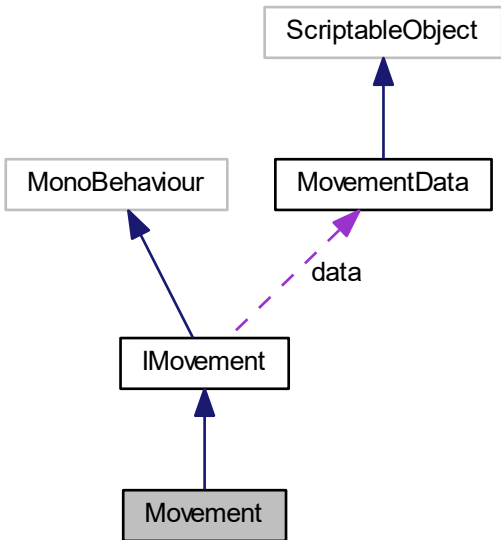 ScriptableObject
MonoBehaviour
MovementData
data
IMovement
Movement